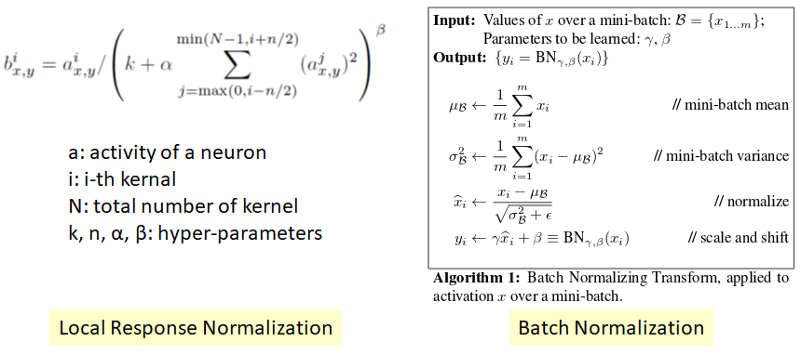 b^i_{x,y} = a^i_{x,y} / ( k + α ∑_{j=max(0,i−n/2)}^{min(N−1,i+n/2)} (a^j_{x,y})^2 )^β
a: activity of a neuron
i: i-th kernal
N: total number of kernel
k, n, α, β: hyper-parameters
Local Response Normalization
Input: Values of x over a mini-batch: B = {x_{1...m}};
Parameters to be learned: γ, β
Output: {y_i = BN_{γ,β}(x_i)}
μ_B ← 1/m ∑_{i=1}^{m} x_i // mini-batch mean
σ^2_B ← 1/m ∑_{i=1}^{m} (x_i − μ_B)^2 // mini-batch variance
x̂_i ← (x_i − μ_B) / √(σ^2_B + ϵ) // normalize
y_i ← γx̂_i + β ≡ BN_{γ,β}(x_i) // scale and shift
Algorithm 1: Batch Normalizing Transform, applied to
activation x over a mini-batch.
Batch Normalization